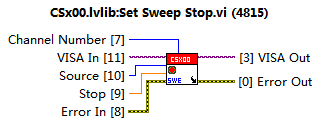 CSx00.lvlib:Set Sweep Stop.vi (4815)
Channel Number [7]
VISA In [11]
Source [10]
Stop [9]
Error In [8]
CSX00
SWE
[3] VISA Out
[0] Error Out